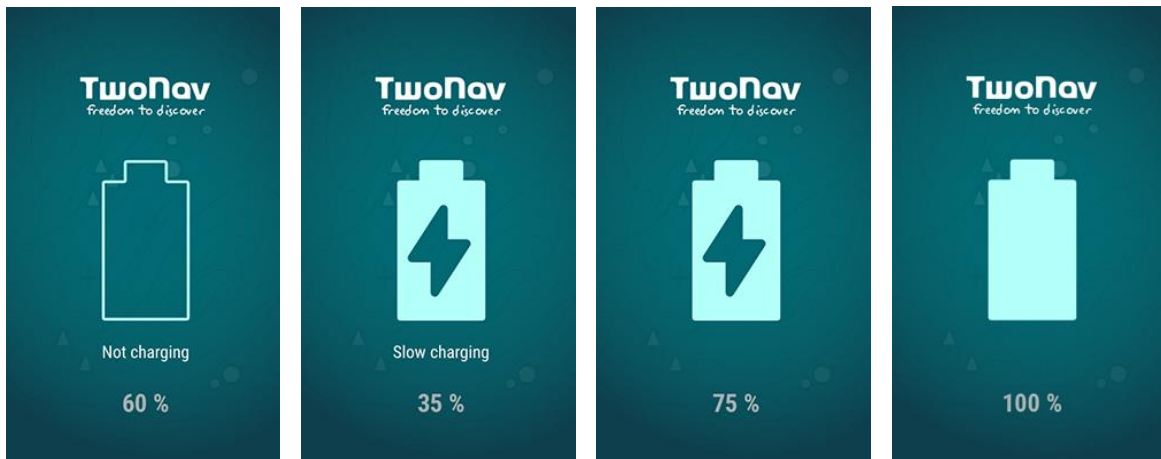 TwoNav
freedom to discover
Not charging
60 %
TwoNav
freedom to discover
Slow charging
35 %
TwoNav
freedom to discover
75 %
TwoNav
freedom to discover
100 %